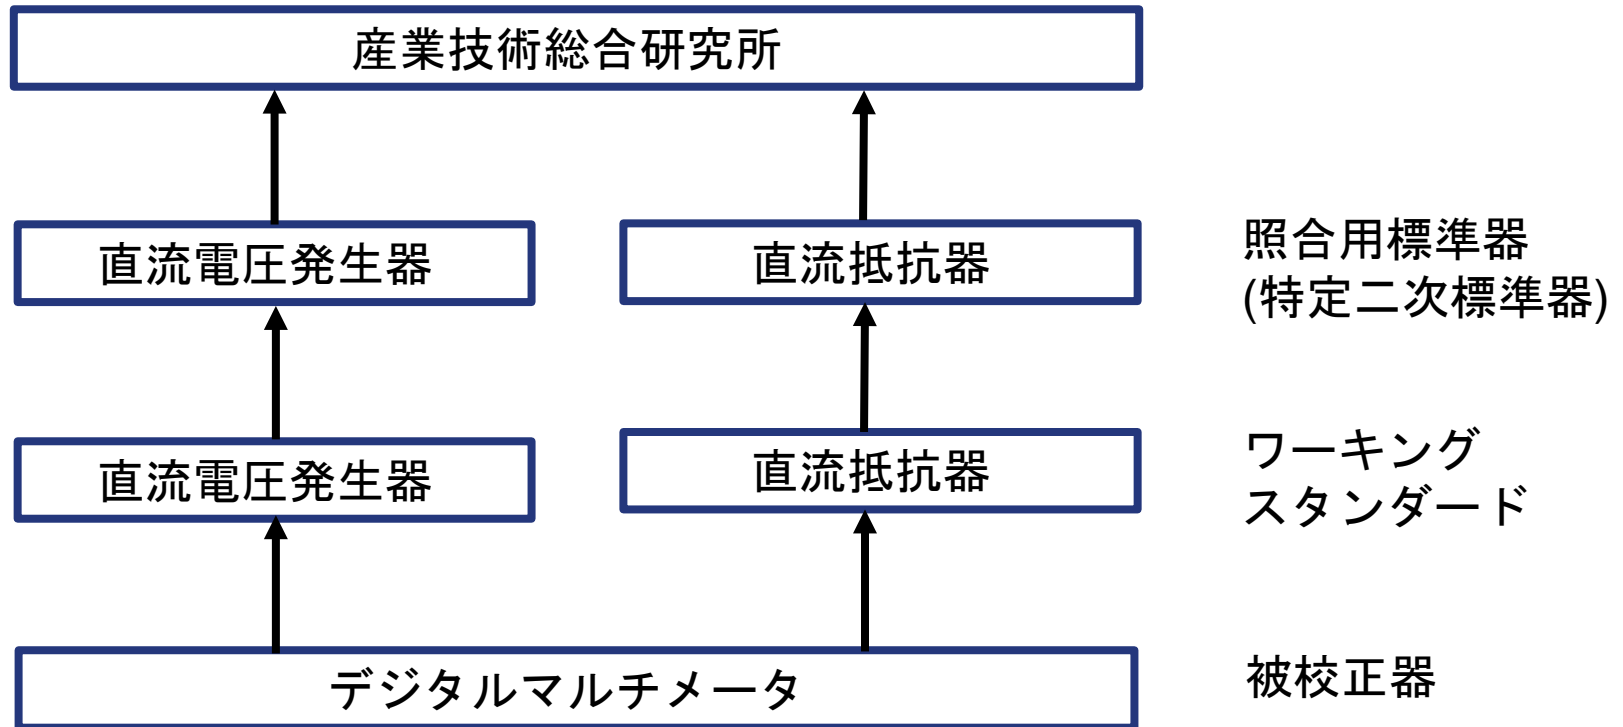 産業技術総合研究所
直流電圧発生器
直流抵抗器
照合用標準器
(特定二次標準器)
直流電圧発生器
直流抵抗器
ワーキング
スタンダード
デジタルマルチメータ
被校正器